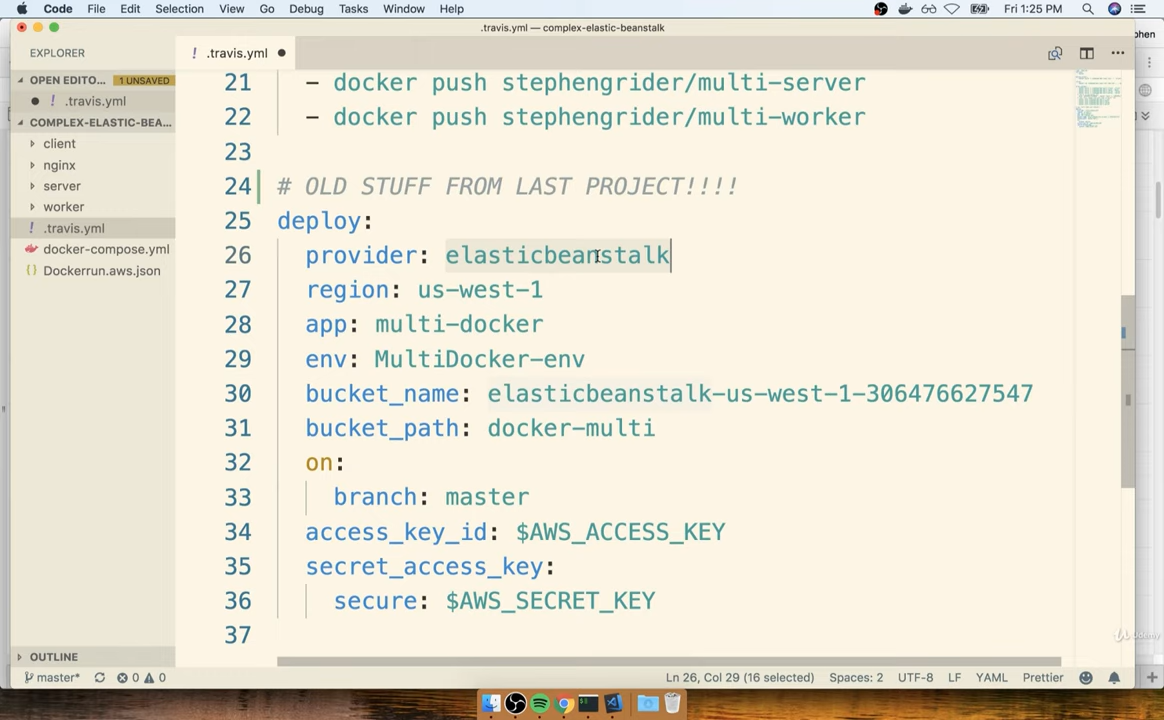 Code File Edit Selection View Go Debug Tasks Window Help Fri 1:25 PM
.travis.yml — complex-elastic-beanstalk
EXPLORER
.travis.yml
OPEN EDITO... 1 UNSAVED
.travis.yml
COMPLEX-ELASTIC-BEA...
client
nginx
server
worker
.travis.yml
docker-compose.yml
Dockerrun.aws.json
OUTLINE
21 - docker push stephengrider/multi-server
22 - docker push stephengrider/multi-worker
23
24 # OLD STUFF FROM LAST PROJECT!!!!
25 deploy:
26 provider: elasticbeanstalk
27 region: us-west-1
28 app: multi-docker
29 env: MultiDocker-env
30 bucket_name: elasticbeanstalk-us-west-1-306476627547
31 bucket_path: docker-multi
32 on:
33 branch: master
34 access_key_id: $AWS_ACCESS_KEY
35 secret_access_key:
36 secure: $AWS_SECRET_KEY
37
master* 0 0 Ln 26, Col 29 (16 selected) Spaces: 2 UTF-8 LF YAML Prettier
Udemy